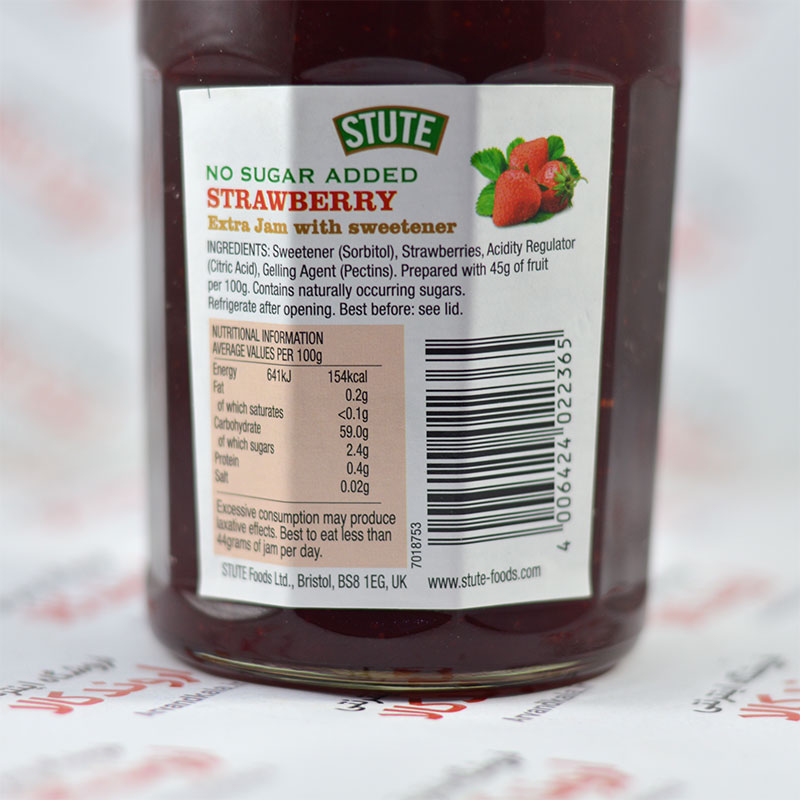 STUTE
NO SUGAR ADDED
STRAWBERRY
Extra Jam with sweetener
INGREDIENTS: Sweetener (Sorbitol), Strawberries, Acidity Regulator
(Citric Acid), Gelling Agent (Pectins). Prepared with 45g of fruit
per 100g. Contains naturally occurring sugars.
Refrigerate after opening. Best before: see lid.
NUTRITIONAL INFORMATION
AVERAGE VALUES PER 100g
Energy 641kJ 154kcal
Fat 0.2g
of which saturates <0.1g
Carbohydrate 59.0g
of which sugars 2.4g
Protein 0.4g
Salt 0.02g
Excessive consumption may produce
laxative effects. Best to eat less than
44grams of jam per day.
7018753
4 006424 022365
STUTE Foods Ltd., Bristol, BS8 1EG, UK www.stute-foods.com
اروند کالا